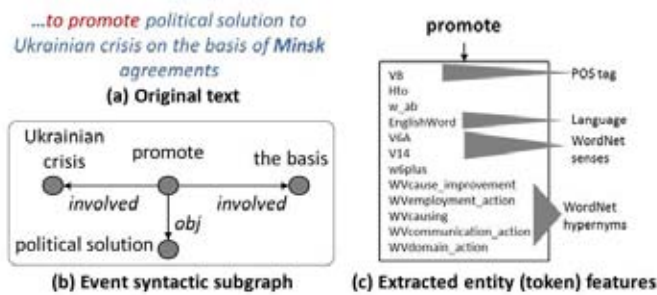 ...to promote political solution to
Ukrainian crisis on the basis of Minsk
agreements
(a) Original text
Ukrainian
crisis
promote
the basis
involved
involved
obj
political solution
(b) Event syntactic subgraph
promote
VB
Hto
w_ab
EnglishWord
V6A
V14
w6plus
WVcause_improvement
WVemployment_action
WVcausing
WVcommunication_action
WVdomain_action
POS tag
Language
WordNet
senses
WordNet
hypernyms
(c) Extracted entity (token) features